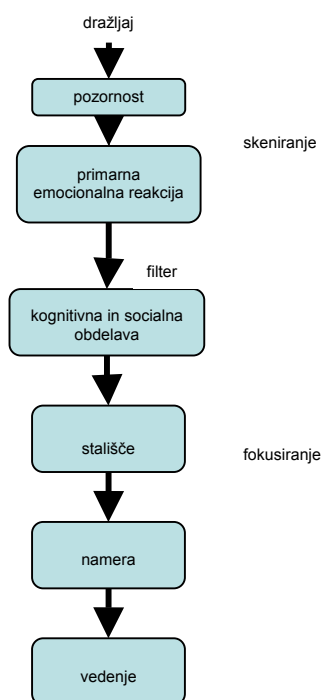 dražljaj
pozornost
skeniranje
primarna
emocionalna reakcija
filter
kognitivna in socialna
obdelava
stališče
fokusiranje
namera
vedenje